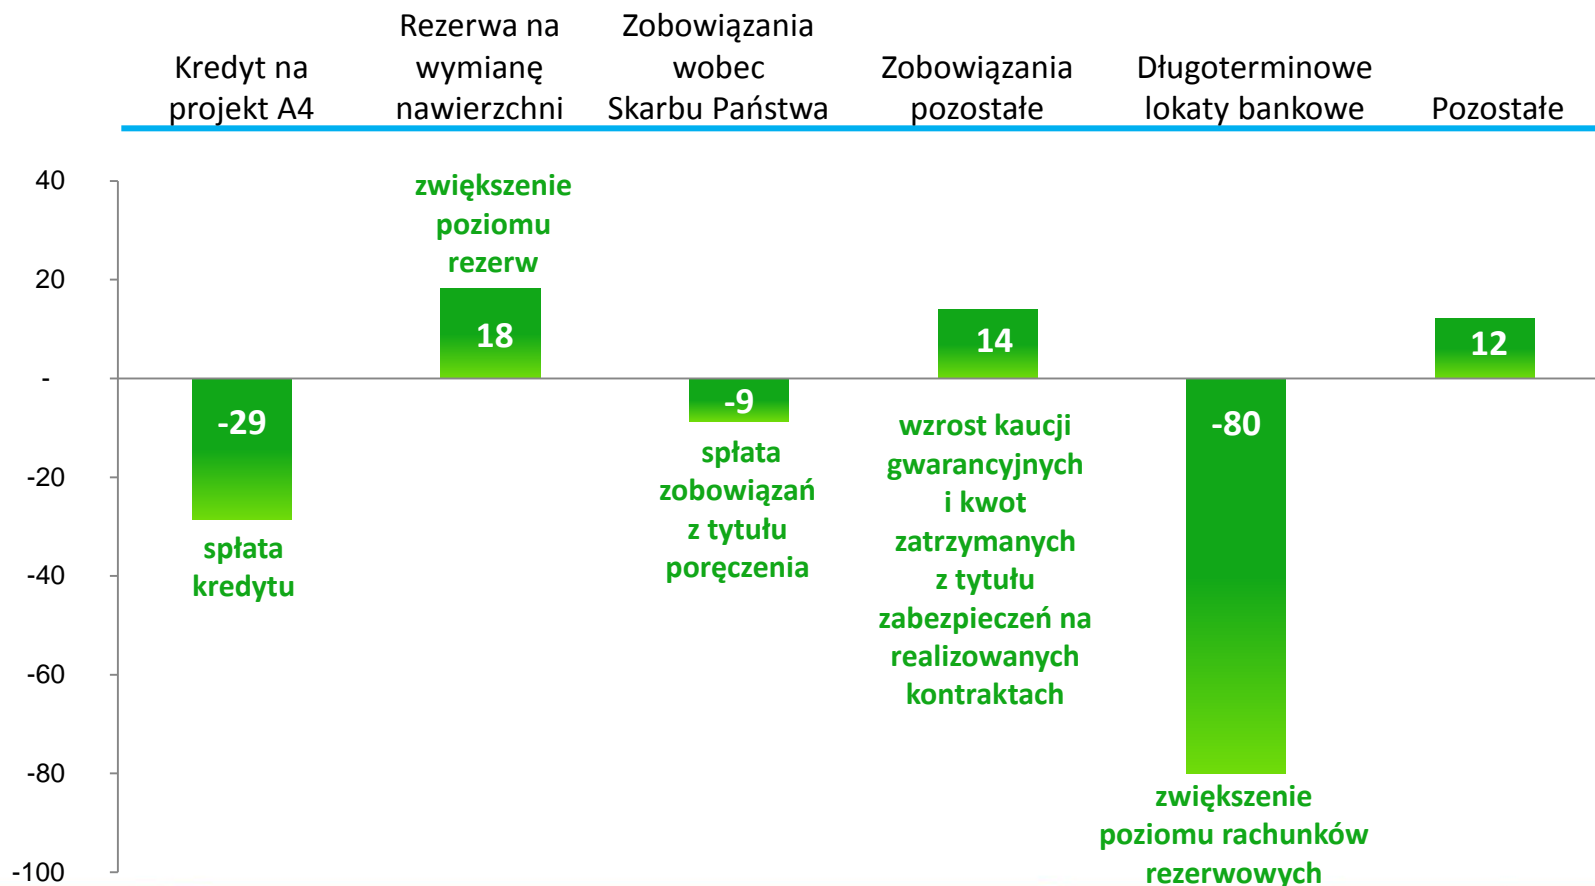 Kredyt na
projekt A4
Rezerwa na
wymianę
nawierzchni
Zobowiązania
wobec
Skarbu Państwa
Zobowiązania
pozostałe
Długoterminowe
lokaty bankowe
Pozostałe
40
20
-
-20
-40
-60
-80
-100
-29
spłata
kredytu
zwiększenie
poziomu
rezerw
18
-9
spłata
zobowiązań
z tytułu
poręczenia
14
wzrost kaucji
gwarancyjnych
i kwot
zatrzymanych
z tytułu
zabezpieczeń na
realizowanych
kontraktach
-80
zwiększenie
poziomu rachunków
rezerwowych
12